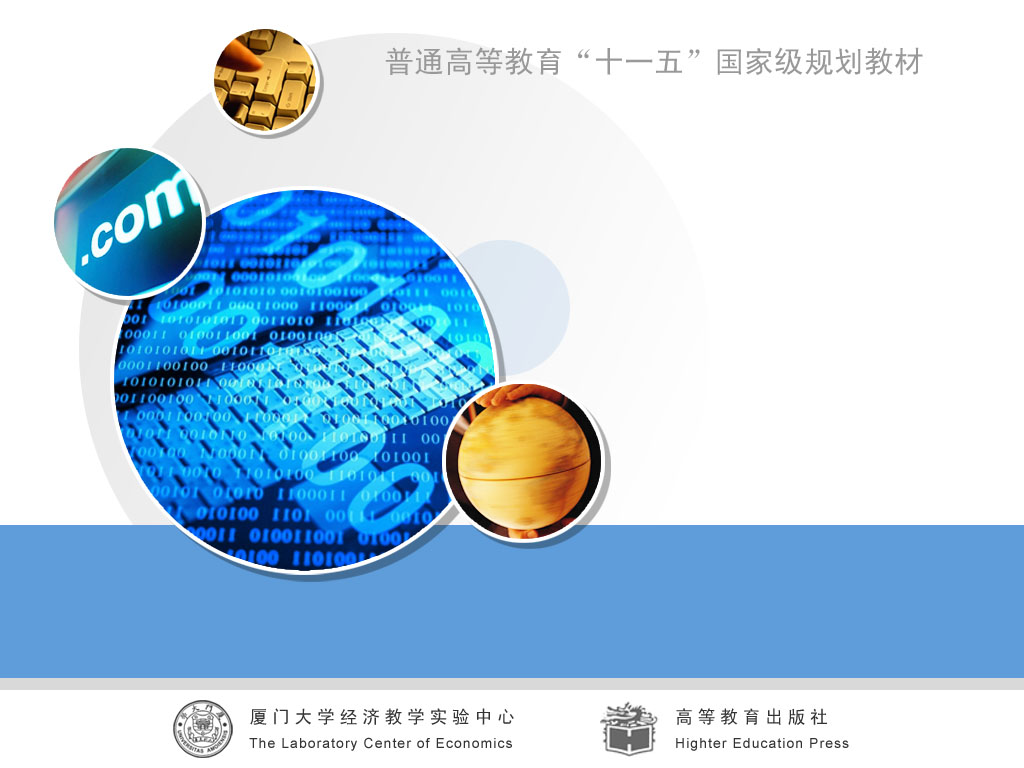 普通高等教育“十一五”国家级规划教材
.com
厦门大学经济教学实验中心
The Laboratory Center of Economics
高等教育出版社
Highter Education Press